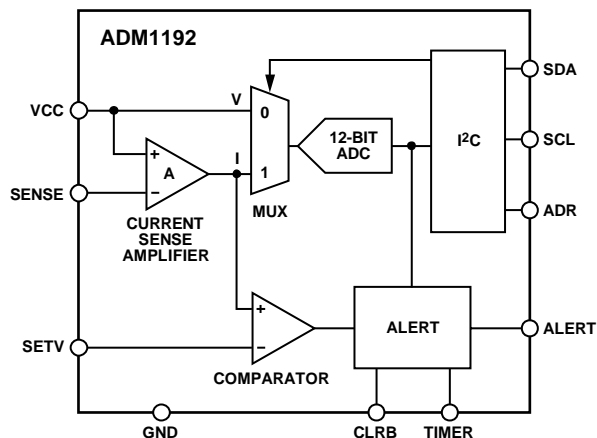 ADM1192
VCC
V
0
I
1
MUX
12-BIT
ADC
I²C
SDA
SCL
ADR
+
A
−
SENSE
CURRENT
SENSE
AMPLIFIER
+
−
SETV
COMPARATOR
ALERT
ALERT
GND
CLRB
TIMER